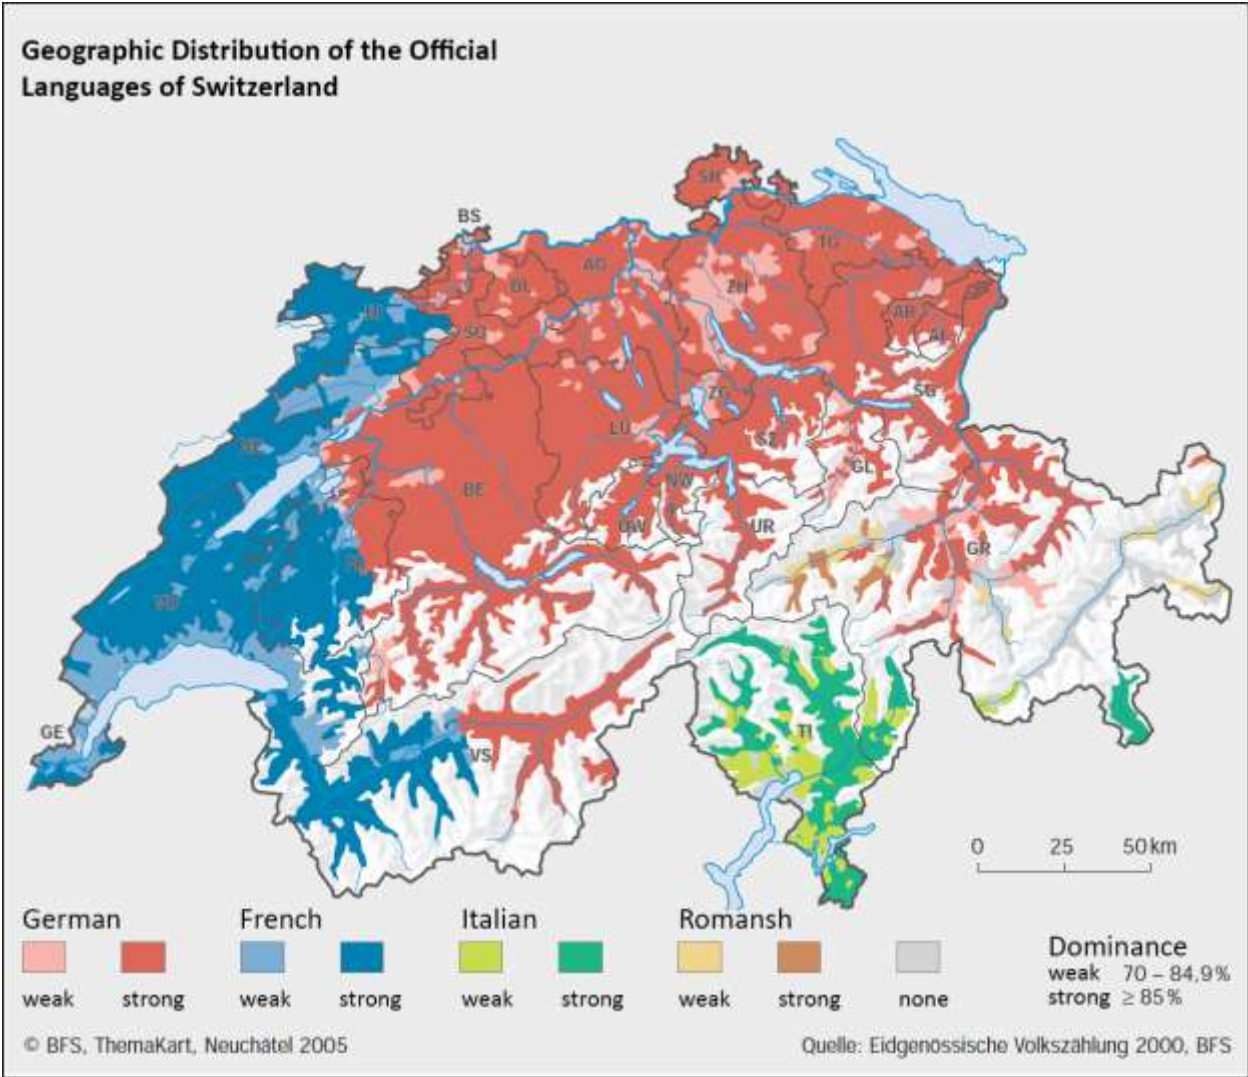 Geographic Distribution of the Official
Languages of Switzerland
SH
BS
TG
AG
BL
ZH
JU
AR
SO
AI
ZG
SG
LU
SZ
NE
GL
BE
NW
OW
UR
GR
FR
VD
TI
GE
VS
0 25 50 km
German French Italian Romansh
Dominance
weak 70 – 84,9%
strong ≥ 85%
weak strong weak strong weak strong weak strong none
© BFS, ThemaKart, Neuchâtel 2005
Quelle: Eidgenössische Volkszählung 2000, BFS